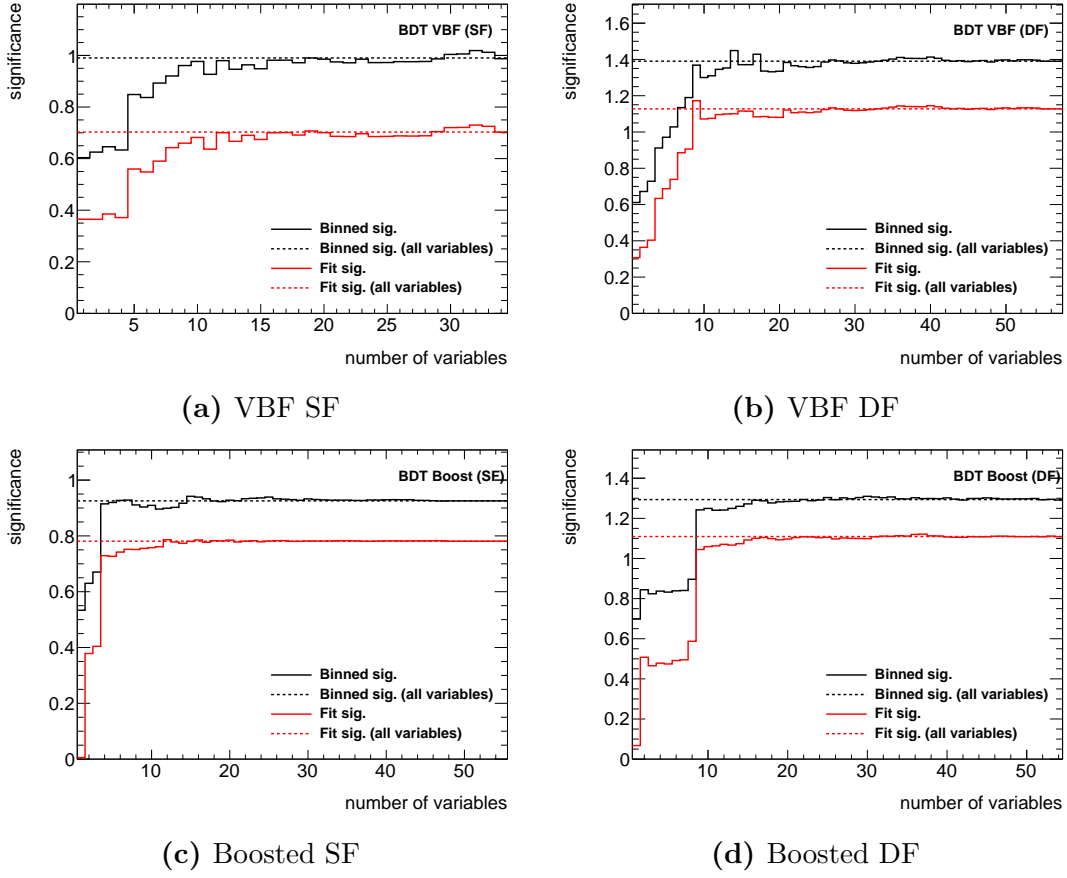 significance
BDT VBF (SF)
1
0.8
0.6
0.4
0.2
0
Binned sig.
Binned sig. (all variables)
Fit sig.
Fit sig. (all variables)
5 10 15 20 25 30
number of variables
(a) VBF SF
significance
BDT VBF (DF)
1.4
1.2
1
0.8
0.6
0.4
0.2
0
Binned sig.
Binned sig. (all variables)
Fit sig.
Fit sig. (all variables)
10 20 30 40 50
number of variables
(b) VBF DF
significance
BDT Boost (SF)
1
0.8
0.6
0.4
0.2
0
Binned sig.
Binned sig. (all variables)
Fit sig.
Fit sig. (all variables)
10 20 30 40 50
number of variables
(c) Boosted SF
significance
BDT Boost (DF)
1.4
1.2
1
0.8
0.6
0.4
0.2
0
Binned sig.
Binned sig. (all variables)
Fit sig.
Fit sig. (all variables)
10 20 30 40 50
number of variables
(d) Boosted DF